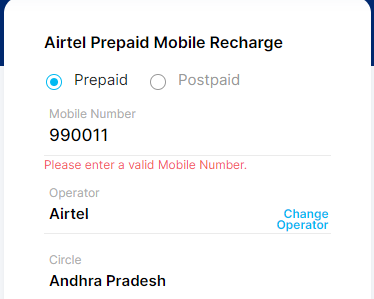 Airtel Prepaid Mobile Recharge
Prepaid Postpaid
Mobile Number
990011
Please enter a valid Mobile Number.
Operator
Airtel
Change
Operator
Circle
Andhra Pradesh